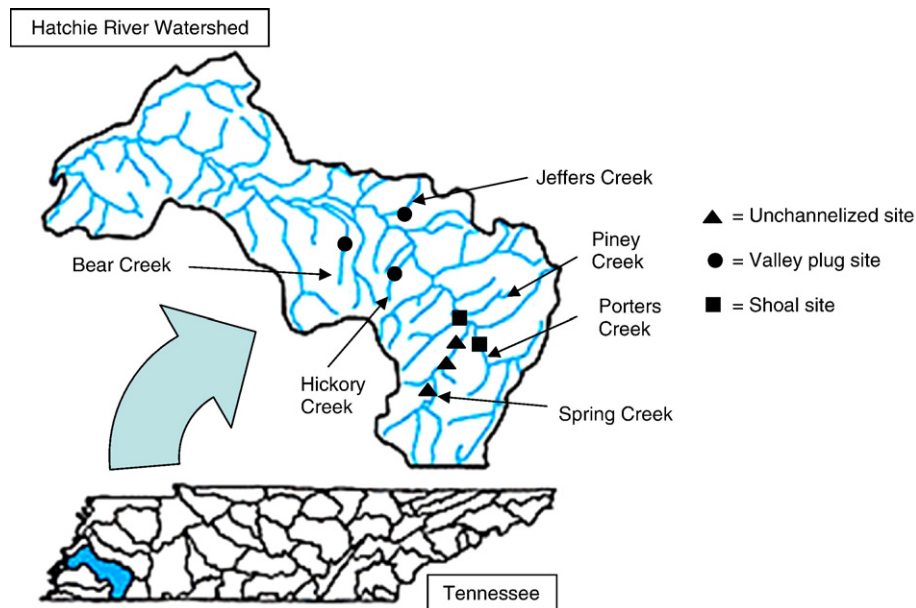 Hatchie River Watershed
Jeffers Creek
= Unchannelized site
Piney
Creek
= Valley plug site
Bear Creek
Porters
Creek
= Shoal site
Hickory
Creek
Spring Creek
Tennessee